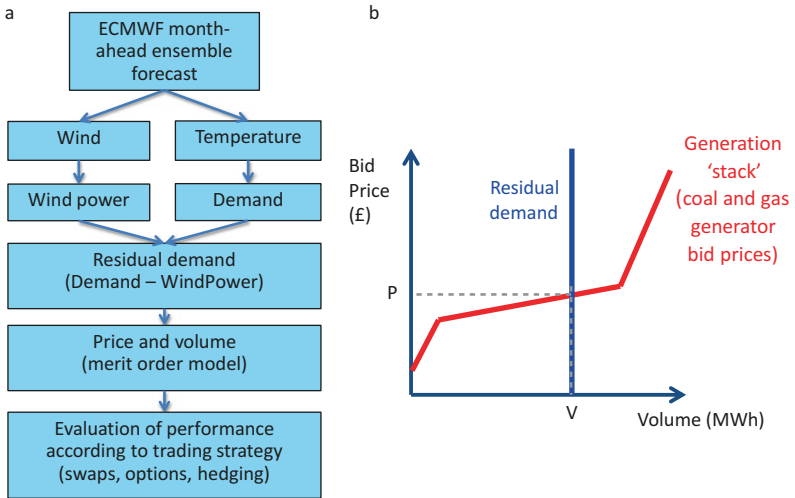 a
ECMWF month-
ahead ensemble
forecast
Wind
Temperature
Wind power
Demand
Residual demand
(Demand – WindPower)
Price and volume
(merit order model)
Evaluation of performance
according to trading strategy
(swaps, options, hedging)
b
Bid
Price
(£)
Residual
demand
Generation
‘stack’
(coal and gas
generator
bid prices)
P
V
Volume (MWh)